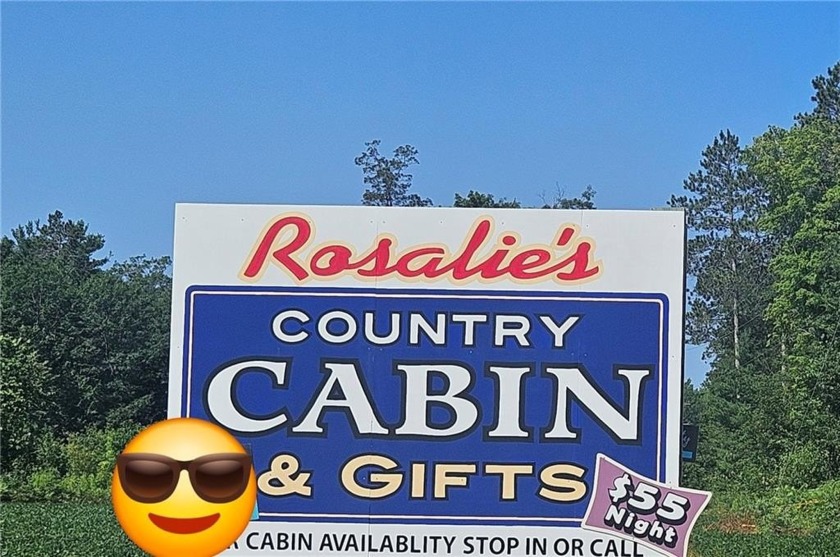 Rosalie's
COUNTRY
CABIN
& GIFTS
$55
Night
CABIN AVAILABLITY STOP IN OR CALL